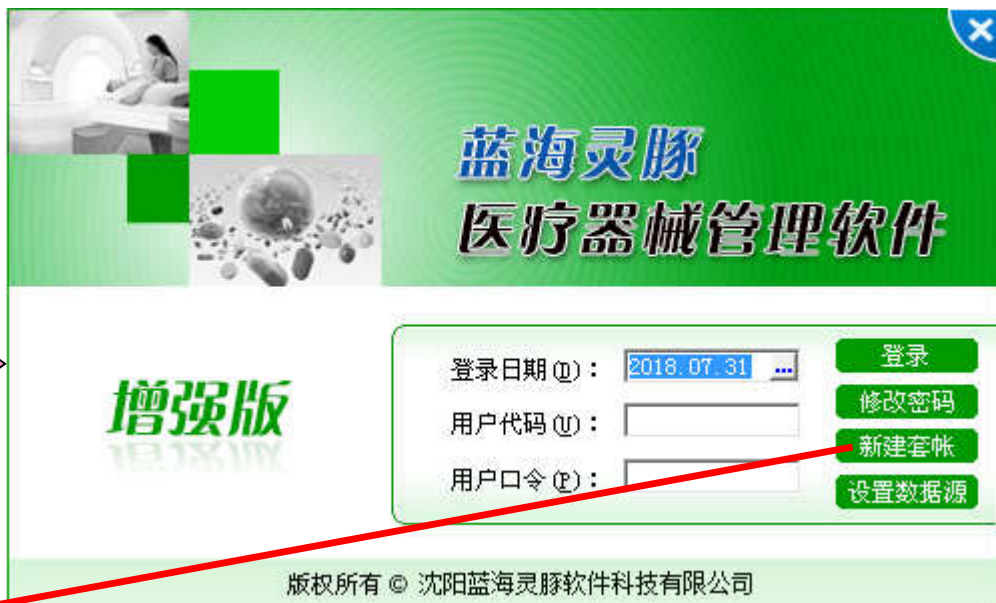 蓝海灵豚
医疗器械管理软件
增强版
登录日期(D)： 2018.07.31 ...
登录
用户代码(U)：
修改密码
新建套帐
用户口令(P)：
设置数据源
版权所有 © 沈阳蓝海灵豚软件科技有限公司